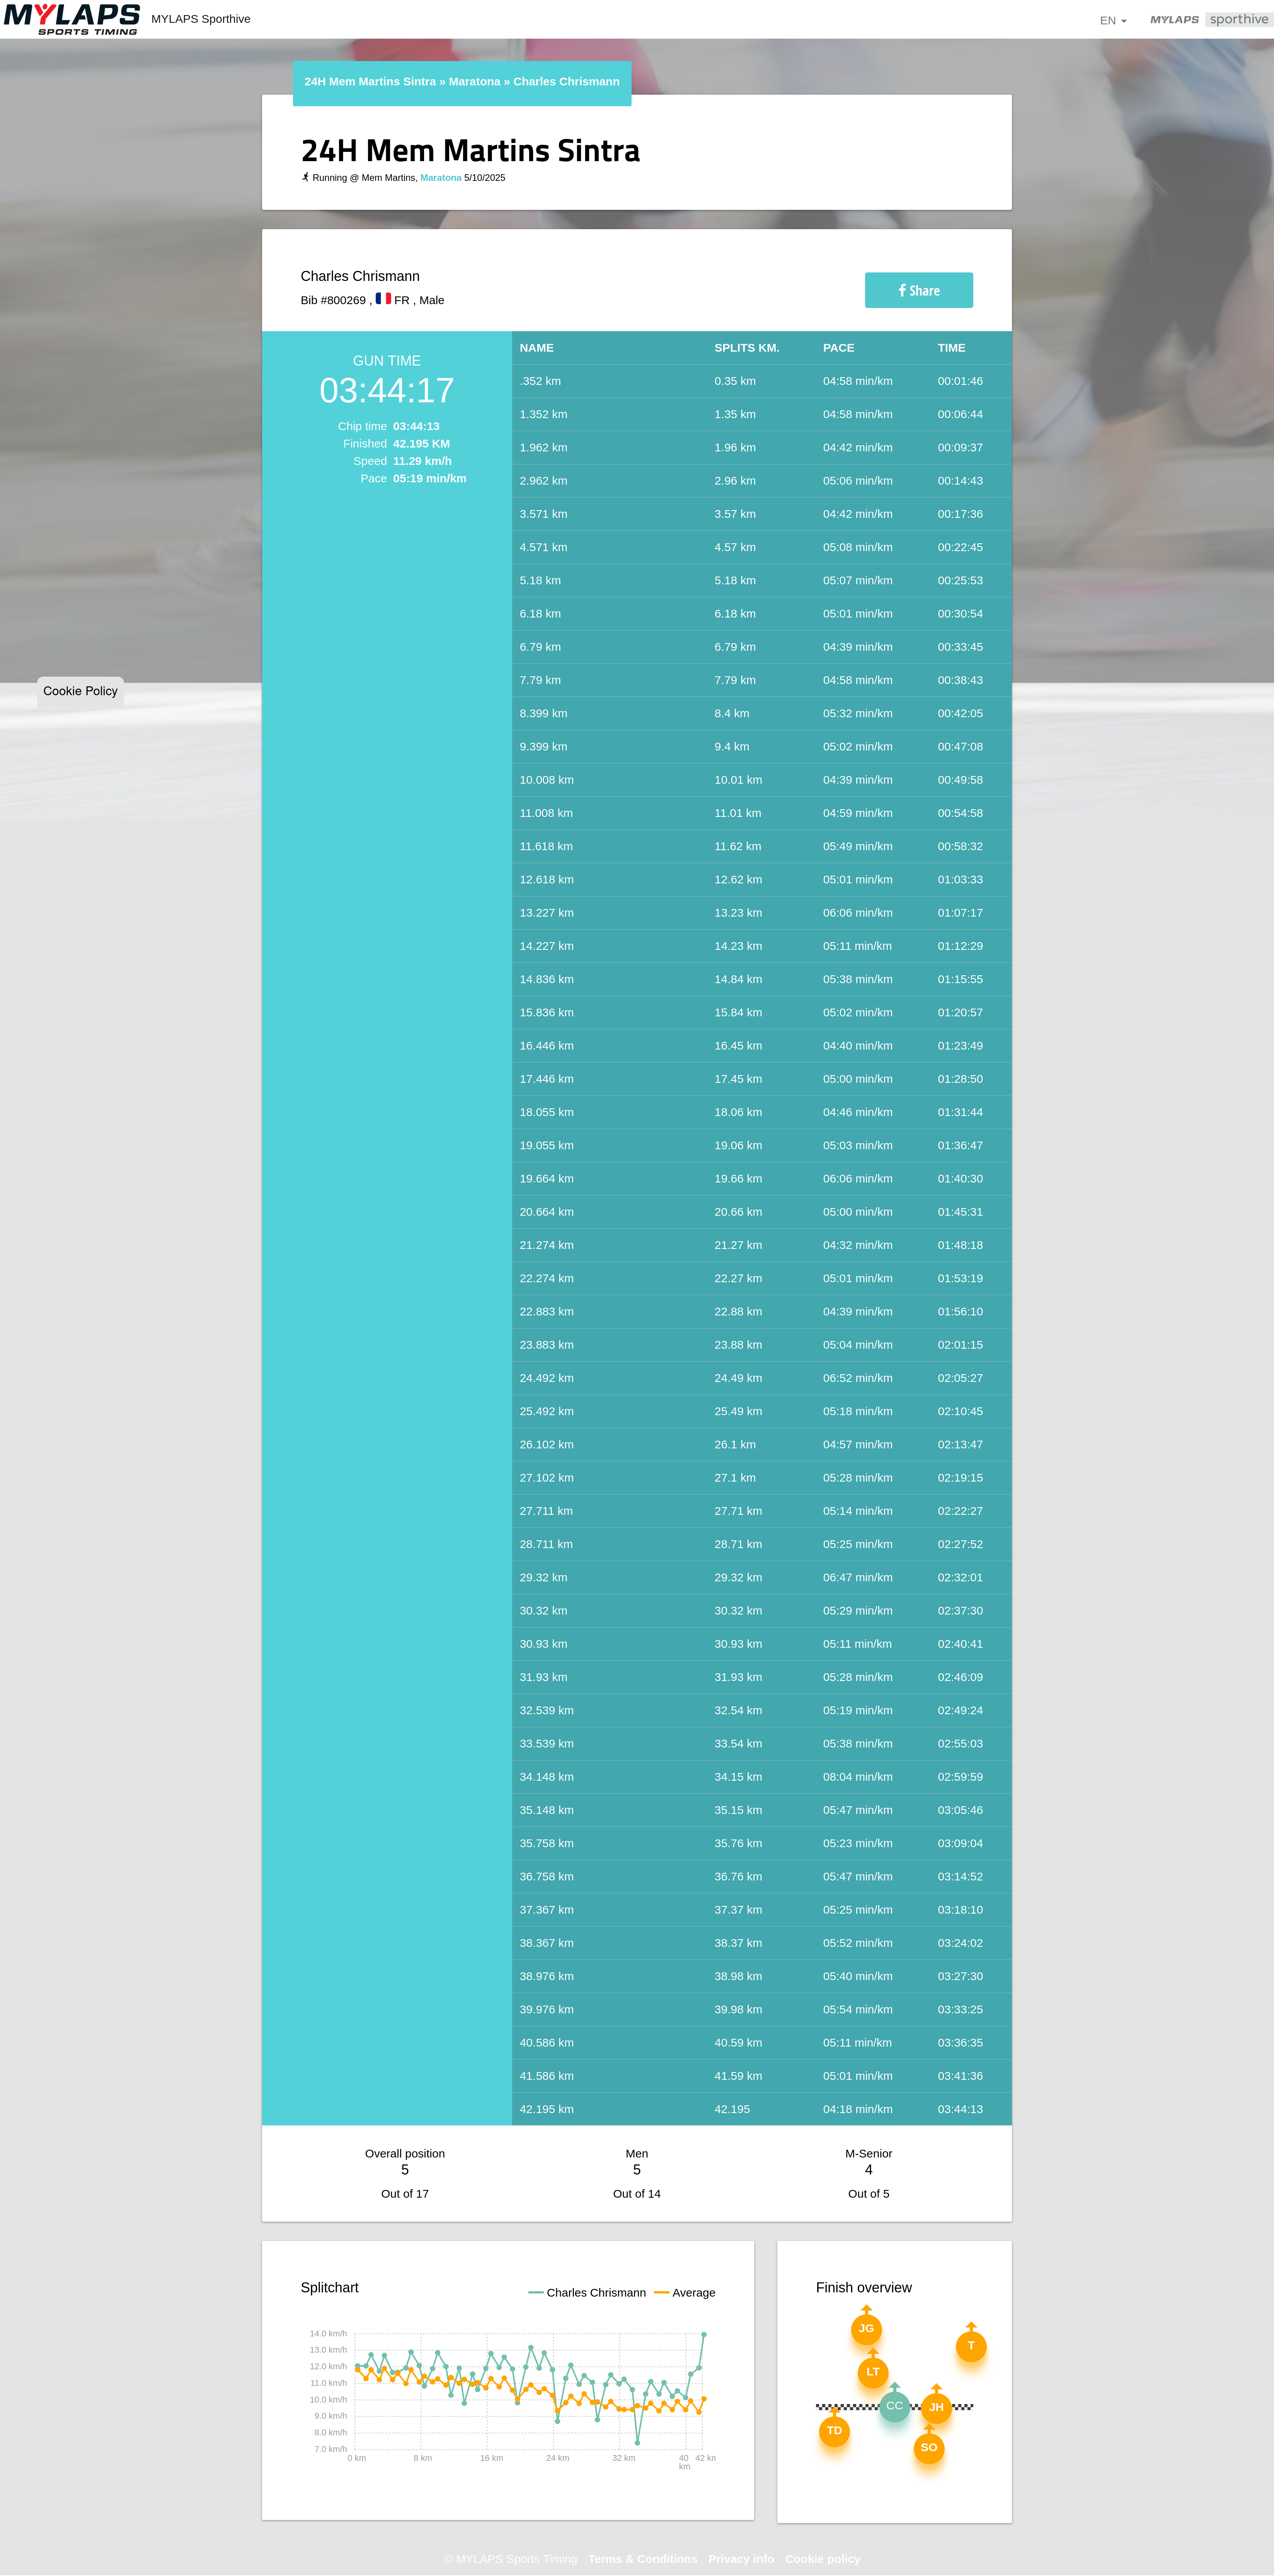 MYLAPS
SPORTS TIMING
MYLAPS Sporthive
EN
MYLAPS sporthive
24H Mem Martins Sintra » Maratona » Charles Chrismann
24H Mem Martins Sintra
Running @ Mem Martins, Maratona 5/10/2025
Charles Chrismann
Bib #800269 , FR , Male
Share
GUN TIME
03:44:17
Chip time 03:44:13
Finished 42.195 KM
Speed 11.29 km/h
Pace 05:19 min/km
NAME SPLITS KM. PACE TIME
.352 km 0.35 km 04:58 min/km 00:01:46
1.352 km 1.35 km 04:58 min/km 00:06:44
1.962 km 1.96 km 04:42 min/km 00:09:37
2.962 km 2.96 km 05:06 min/km 00:14:43
3.571 km 3.57 km 04:42 min/km 00:17:36
4.571 km 4.57 km 05:08 min/km 00:22:45
5.18 km 5.18 km 05:07 min/km 00:25:53
6.18 km 6.18 km 05:01 min/km 00:30:54
6.79 km 6.79 km 04:39 min/km 00:33:45
7.79 km 7.79 km 04:58 min/km 00:38:43
8.399 km 8.4 km 05:32 min/km 00:42:05
9.399 km 9.4 km 05:02 min/km 00:47:08
10.008 km 10.01 km 04:39 min/km 00:49:58
11.008 km 11.01 km 04:59 min/km 00:54:58
11.618 km 11.62 km 05:49 min/km 00:58:32
12.618 km 12.62 km 05:01 min/km 01:03:33
13.227 km 13.23 km 06:06 min/km 01:07:17
14.227 km 14.23 km 05:11 min/km 01:12:29
14.836 km 14.84 km 05:38 min/km 01:15:55
15.836 km 15.84 km 05:02 min/km 01:20:57
16.446 km 16.45 km 04:40 min/km 01:23:49
17.446 km 17.45 km 05:00 min/km 01:28:50
18.055 km 18.06 km 04:46 min/km 01:31:44
19.055 km 19.06 km 05:03 min/km 01:36:47
19.664 km 19.66 km 06:06 min/km 01:40:30
20.664 km 20.66 km 05:00 min/km 01:45:31
21.274 km 21.27 km 04:32 min/km 01:48:18
22.274 km 22.27 km 05:01 min/km 01:53:19
22.883 km 22.88 km 04:39 min/km 01:56:10
23.883 km 23.88 km 05:04 min/km 02:01:15
24.492 km 24.49 km 06:52 min/km 02:05:27
25.492 km 25.49 km 05:18 min/km 02:10:45
26.102 km 26.1 km 04:57 min/km 02:13:47
27.102 km 27.1 km 05:28 min/km 02:19:15
27.711 km 27.71 km 05:14 min/km 02:22:27
28.711 km 28.71 km 05:25 min/km 02:27:52
29.32 km 29.32 km 06:47 min/km 02:32:01
30.32 km 30.32 km 05:29 min/km 02:37:30
30.93 km 30.93 km 05:11 min/km 02:40:41
31.93 km 31.93 km 05:28 min/km 02:46:09
32.539 km 32.54 km 05:19 min/km 02:49:24
33.539 km 33.54 km 05:38 min/km 02:55:03
34.148 km 34.15 km 08:04 min/km 02:59:59
35.148 km 35.15 km 05:47 min/km 03:05:46
35.758 km 35.76 km 05:23 min/km 03:09:04
36.758 km 36.76 km 05:47 min/km 03:14:52
37.367 km 37.37 km 05:25 min/km 03:18:10
38.367 km 38.37 km 05:52 min/km 03:24:02
38.976 km 38.98 km 05:40 min/km 03:27:30
39.976 km 39.98 km 05:54 min/km 03:33:25
40.586 km 40.59 km 05:11 min/km 03:36:35
41.586 km 41.59 km 05:01 min/km 03:41:36
42.195 km 42.195 04:18 min/km 03:44:13
Cookie Policy
Overall position Men M-Senior
5 5 4
Out of 17 Out of 14 Out of 5
Splitchart
Charles Chrismann Average
14.0 km/h
13.0 km/h
12.0 km/h
11.0 km/h
10.0 km/h
9.0 km/h
8.0 km/h
7.0 km/h
0 km 8 km 16 km 24 km 32 km 40 km 42 kn
Finish overview
JG
T
LT
CC
JH
TD
SO
© MYLAPS Sports Timing Terms & Conditions Privacy info Cookie policy